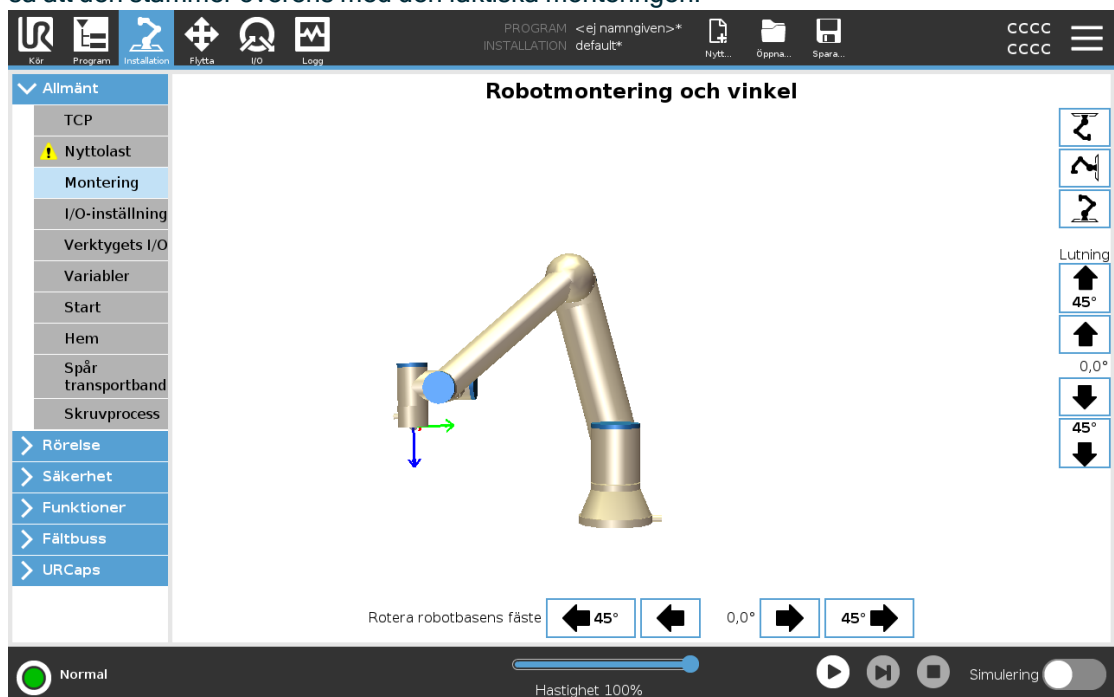 så att den stämmer överens med den faktiska monteringen.
PROGRAM <ej namngiven>*
INSTALLATION default*
Kör
Program
Installation
Flytta
I/O
Logg
Nytt...
Öppna...
Spara...
CCCC
CCCC
Allmänt
TCP
Nyttolast
Montering
I/O-inställning
Verktygets I/O
Variabler
Start
Hem
Spår
transportband
Skruvprocess
Rörelse
Säkerhet
Funktioner
Fältbuss
URCaps
Robotmontering och vinkel
Lutning
45°
0,0°
45°
Rotera robotbasens fäste
45°
0,0°
45°
Normal
Hastighet 100%
Simulering